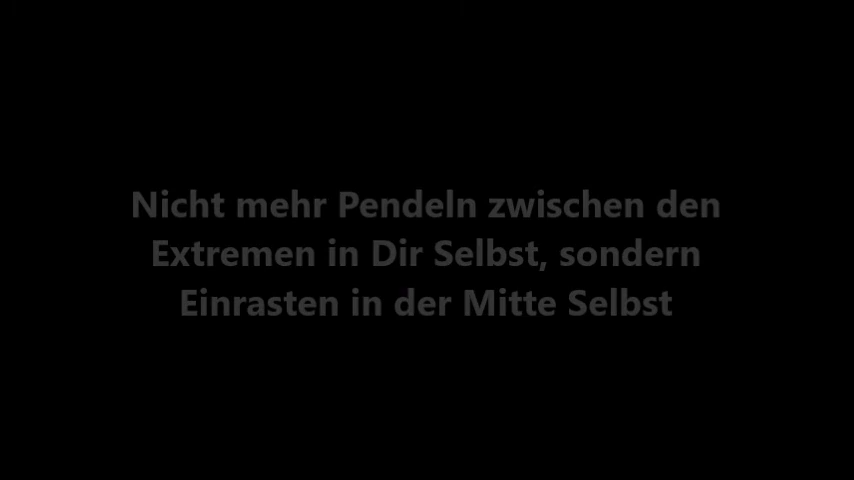 Nicht mehr Pendeln zwischen den
Extremen in Dir Selbst, sondern
Einrasten in der Mitte Selbst